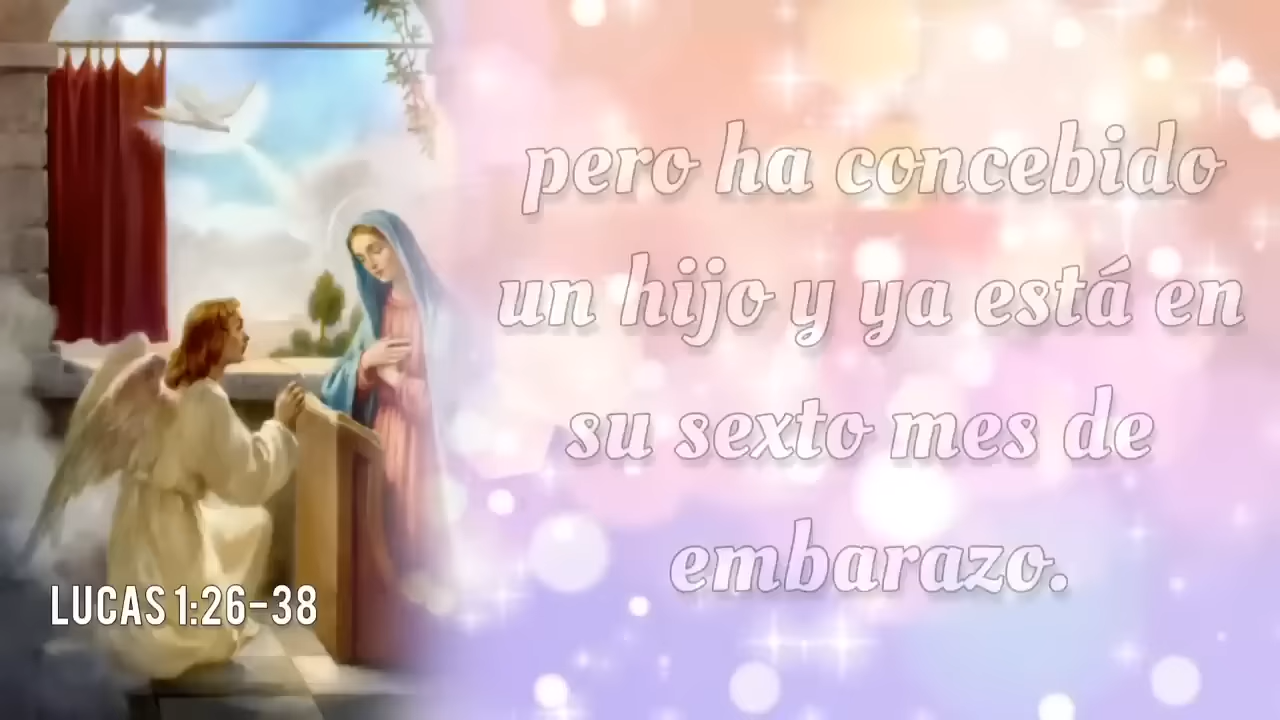 pero ha concebido
un hijo y ya está en
su sexto mes de
embarazo.
LUCAS 1:26-38